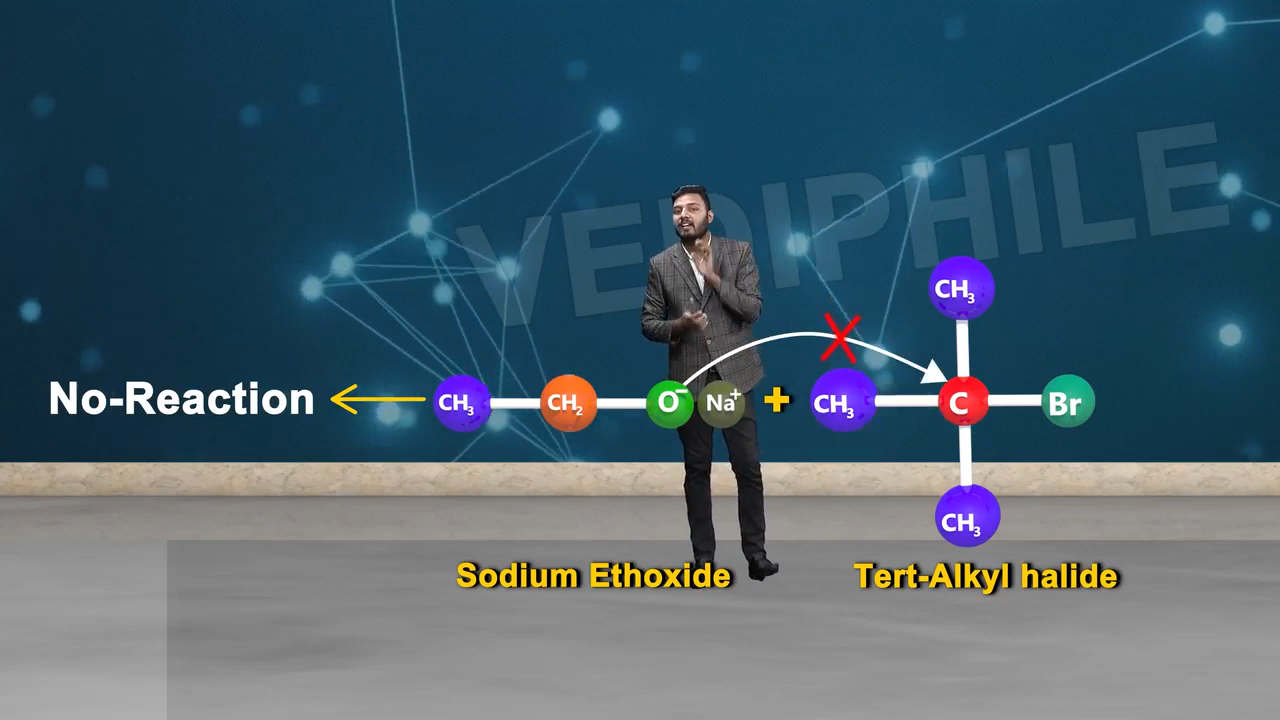 VEDIPHILE
CH₃
No-Reaction
CH₃ CH₂ O⁻ Na⁺ + CH₃ C Br
CH₃
Sodium Ethoxide Tert-Alkyl halide